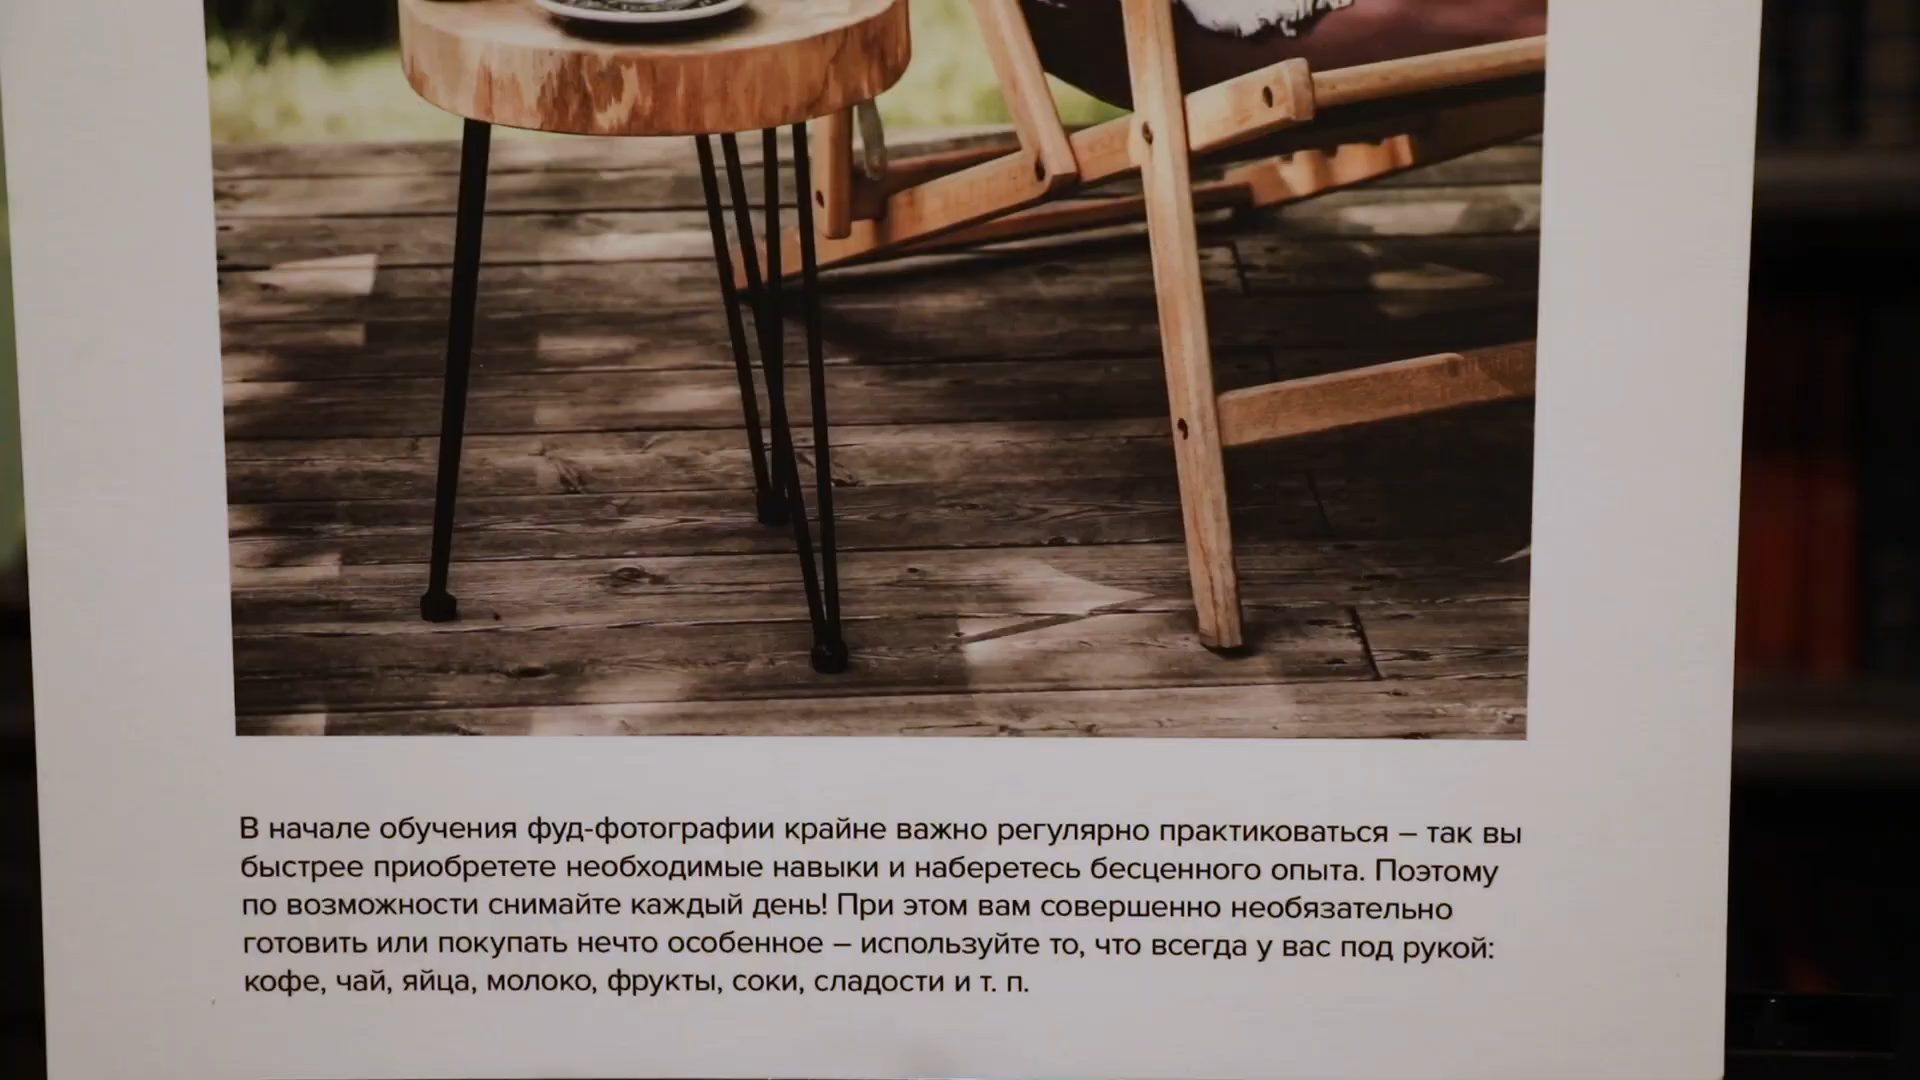 В начале обучения фуд-фотографии крайне важно регулярно практиковаться – так вы
быстрее приобретете необходимые навыки и наберетесь бесценного опыта. Поэтому
по возможности снимайте каждый день! При этом вам совершенно необязательно
готовить или покупать нечто особенное – используйте то, что всегда у вас под рукой:
кофе, чай, яйца, молоко, фрукты, соки, сладости и т. п.